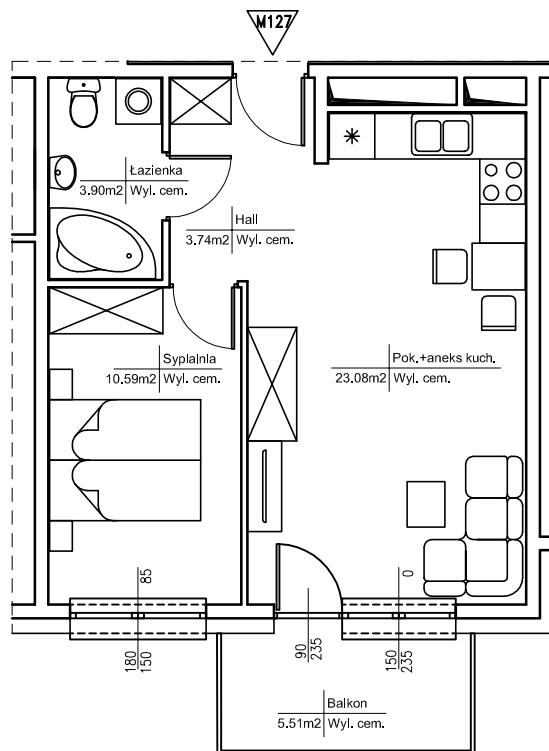 M127
Łazienka
3.90m2 Wyl. cem.
Hall
3.74m2 Wyl. cem.
Syplalnla
10.59m2 Wyl. cem.
Pok.+aneks kuch.
23.08m2 Wyl. cem.
85
180
150
90
235
0
150
235
Balkon
5.51m2 Wyl. cem.